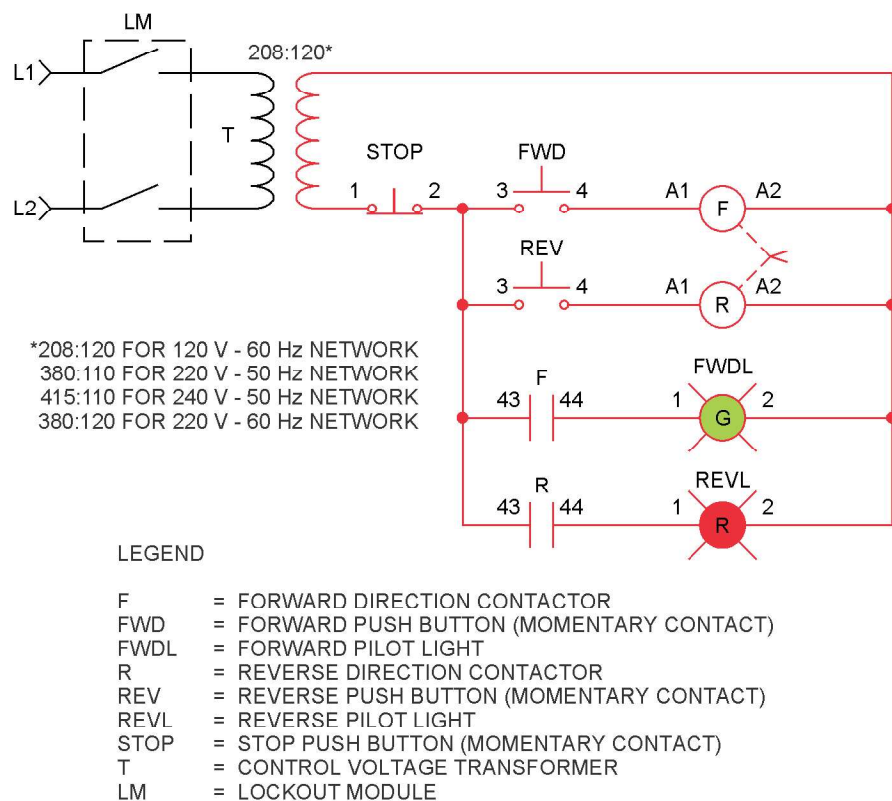 LM
208:120*
L1
T
STOP
FWD
1 2
3 4
A1 F A2
L2
REV
3 4
A1 R A2
*208:120 FOR 120 V - 60 Hz NETWORK
380:110 FOR 220 V - 50 Hz NETWORK
415:110 FOR 240 V - 50 Hz NETWORK
380:120 FOR 220 V - 60 Hz NETWORK
F
FWDL
43 44
1 G 2
R
REVL
43 44
1 R 2
LEGEND
F = FORWARD DIRECTION CONTACTOR
FWD = FORWARD PUSH BUTTON (MOMENTARY CONTACT)
FWDL = FORWARD PILOT LIGHT
R = REVERSE DIRECTION CONTACTOR
REV = REVERSE PUSH BUTTON (MOMENTARY CONTACT)
REVL = REVERSE PILOT LIGHT
STOP = STOP PUSH BUTTON (MOMENTARY CONTACT)
T = CONTROL VOLTAGE TRANSFORMER
LM = LOCKOUT MODULE